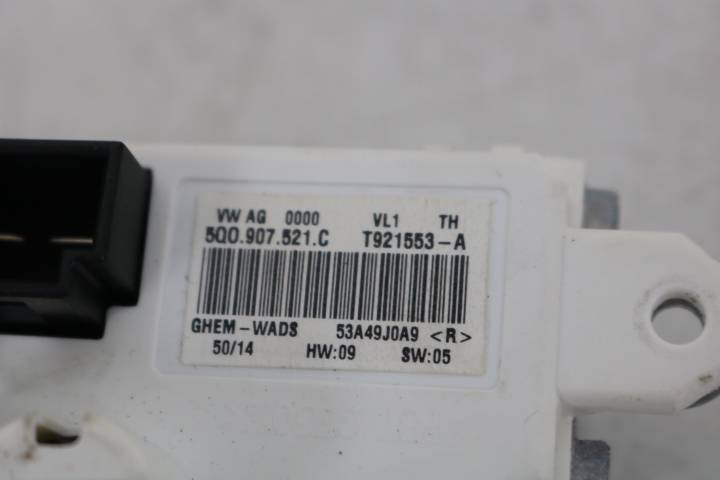 VW AG 0000 VL1 TH
5Q0.907.521.C T921553-A
GHEM-WADS 53A49J0A9 <R>
50/14 HW:09 SW:05